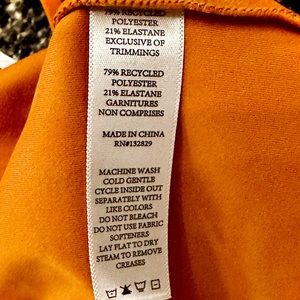 79% RECYCLED
POLYESTER
21% ELASTANE
EXCLUSIVE OF
TRIMMINGS
79% RECYCLED
POLYESTER
21% ELASTANE
GARNITURES
NON COMPRISES
MADE IN CHINA
RN#132829
MACHINE WASH
COLD GENTLE
CYCLE INSIDE OUT
SEPARATELY WITH
LIKE COLORS
DO NOT BLEACH
DO NOT USE FABRIC
SOFTENERS
LAY FLAT TO DRY
STEAM TO REMOVE
CREASES